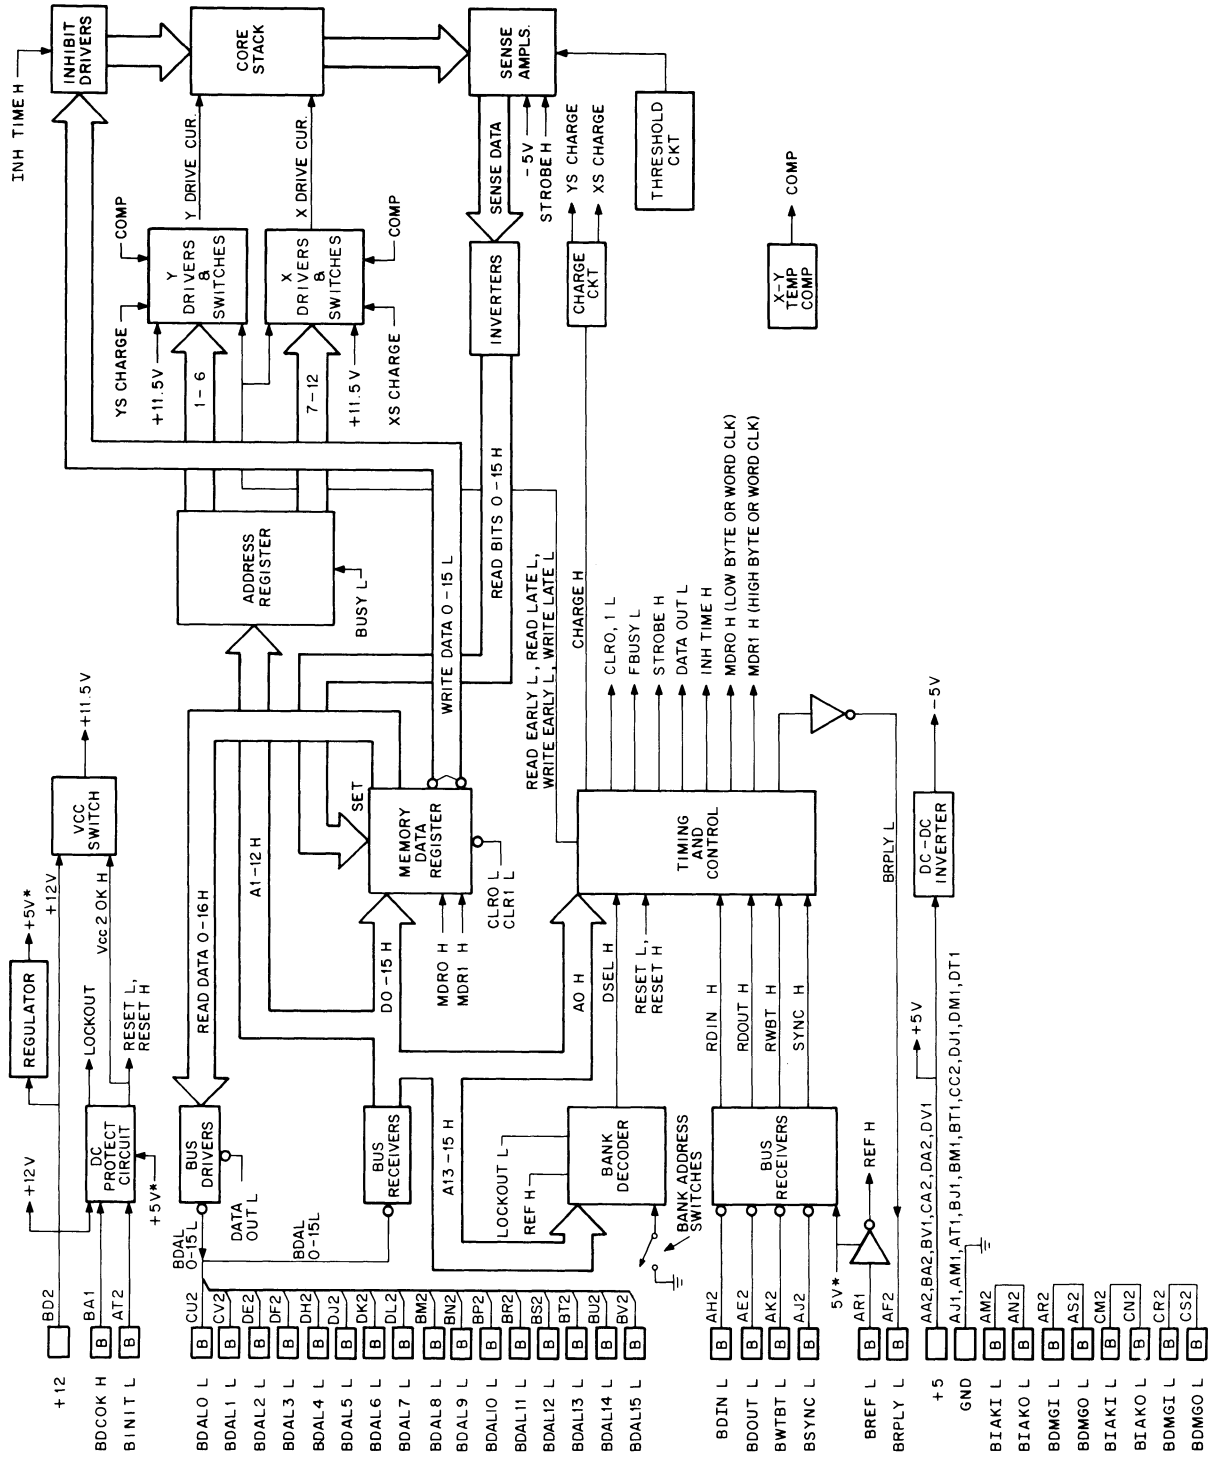 +12
BD2
BDCOK H
B
BA1
BINIT L
B
AT2
+12V
DC
PROTECT
CIRCUIT
+5V*
LOCKOUT
RESET L,
RESET H
REGULATOR
+5V*
+12V
Vcc 2 OK H
VCC
SWITCH
+11.5V
BDAL0 L
B
CU2
BDAL1 L
B
CV2
BDAL2 L
B
DE2
BDAL3 L
B
DF2
BDAL4 L
B
DH2
BDAL5 L
B
DJ2
BDAL6 L
B
DK2
BDAL7 L
B
DL2
BDAL8 L
B
BM2
BDAL9 L
B
BN2
BDAL10 L
B
BP2
BDAL11 L
B
BR2
BDAL12 L
B
BS2
BDAL13 L
B
BT2
BDAL14 L
B
BU2
BDAL15 L
B
BV2
BDAL
0-15 L
BDAL
0-15L
BUS
DRIVERS
DATA
OUT L
BUS
RECEIVERS
READ DATA 0-16H
A1-12 H
D0-15 H
A13-15 H
A0 H
LOCKOUT L
REF H
BANK
DECODER
BANK ADDRESS
SWITCHES
DSEL H
RESET L,
RESET H
MDR0 H
MDR1 H
MEMORY
DATA
REGISTER
SET
CLR0 L
CLR1 L
ADDRESS
REGISTER
BUSY L
WRITE DATA 0-15 L
READ BITS 0-15 H
READ EARLY L, READ LATE L,
WRITE EARLY L, WRITE LATE L
1-6
7-12
YS CHARGE
+11.5V
COMP
Y
DRIVERS
&
SWITCHES
Y DRIVE CUR.
X
DRIVERS
&
SWITCHES
X DRIVE CUR.
+11.5V
XS CHARGE
COMP
INH TIME H
INHIBIT
DRIVERS
CORE
STACK
SENSE
AMPLS.
SENSE DATA
-5V
STROBE H
INVERTERS
THRESHOLD
CKT
CHARGE H
CHARGE
CKT
YS CHARGE
XS CHARGE
X-Y
TEMP
COMP
COMP
BDIN L
B
AH2
BDOUT L
B
AE2
BWTBT L
B
AK2
BSYNC L
B
AJ2
BUS
RECEIVERS
5V*
RDIN H
RDOUT H
RWBT H
SYNC H
TIMING
AND
CONTROL
CLR0, 1 L
FBUSY L
STROBE H
DATA OUT L
INH TIME H
MDR0 H (LOW BYTE OR WORD CLK)
MDR1 H (HIGH BYTE OR WORD CLK)
BREF L
B
AR1
REF H
BRPLY L
B
AF2
BRPLY L
+5
AA2,BA2,BV1,CA2,DA2,DV1
+5V
DC-DC
INVERTER
-5V
GND
AJ1,AM1,AT1,BJ1,BM1,BT1,CC2,DJ1,DM1,DT1
BIAKI L
B
AM2
BIAKO L
B
AN2
BDMGI L
B
AR2
BDMGO L
B
AS2
BIAKI L
B
CM2
BIAKO L
B
CN2
BDMGI L
B
CR2
BDMGO L
B
CS2